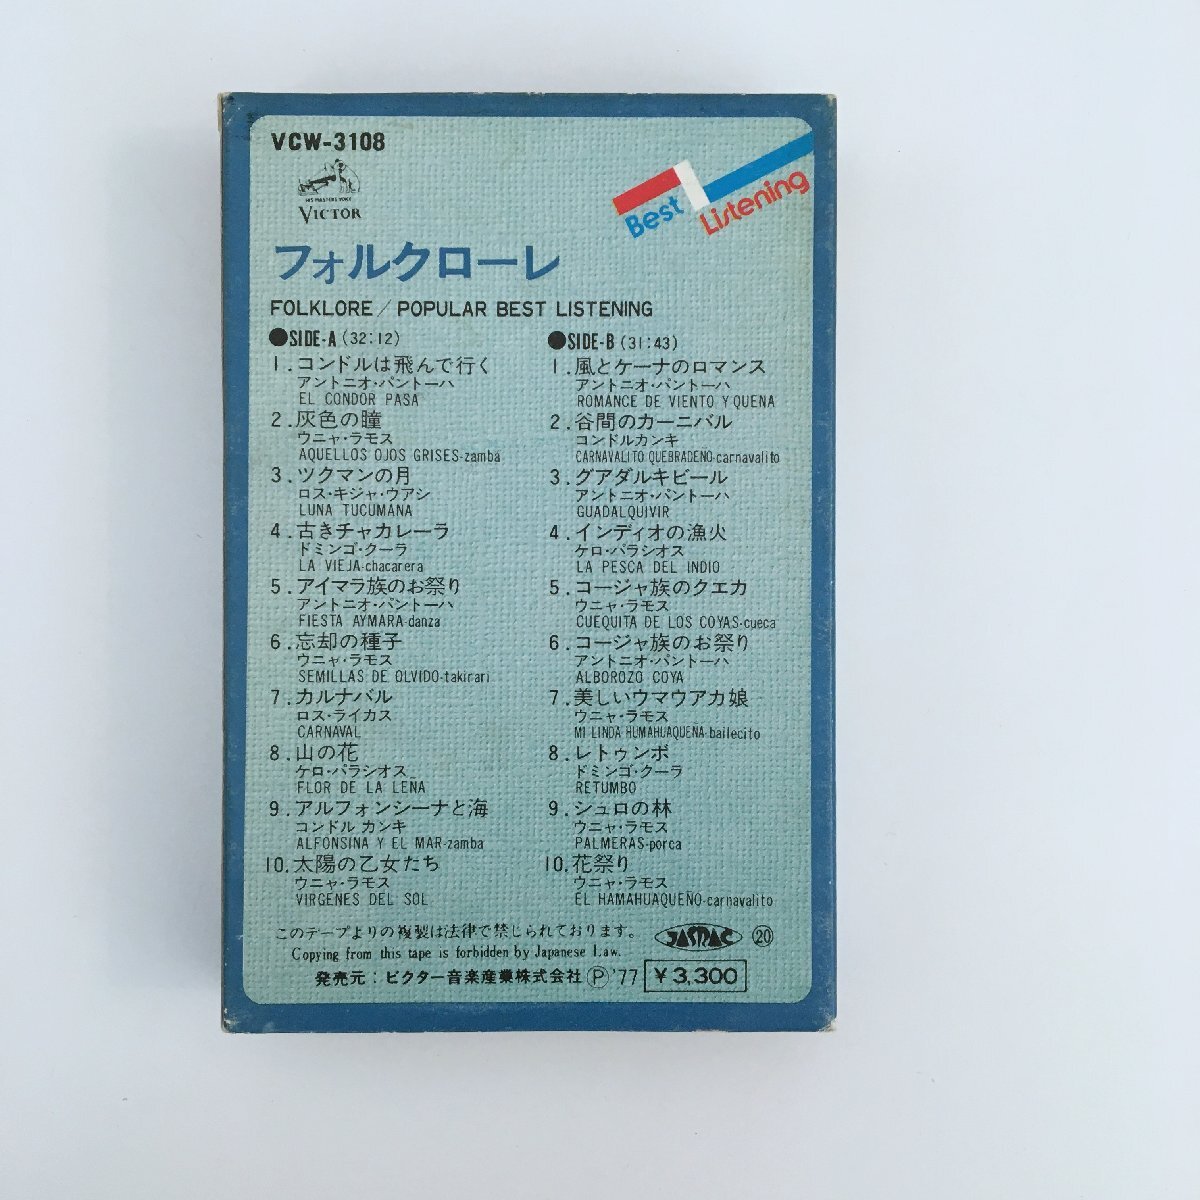 VCW-3108
HIS MASTERS VOICE
VICTOR
Best Listening
フォルクローレ
FOLKLORE/POPULAR BEST LISTENING
●SIDE-A(32:12)
1.コンドルは飛んで行く
アントニオ・パントーハ
EL CONDOR PASA
2.灰色の瞳
ウニャ・ラモス
AQUELLOS OJOS GRISES-zamba
3.ツクマンの月
ロス・キジャ・ウアシ
LUNA TUCUMANA
4.古きチャカレーラ
ドミンゴ・クーラ
LA VIEJA-chacarera
5.アイマラ族のお祭り
アントニオ・パントーハ
FIESTA AYMARA-danza
6.忘却の種子
ウニャ・ラモス
SEMILLAS DE OLVIDO-takirari
7.カルナバル
ロス・ライカス
CARNAVAL
8.山の花
ケロ・パラシオス
FLOR DE LA LEÑA
9.アルフォンシーナと海
コンドル カンキ
ALFONSINA Y EL MAR-zamba
10.太陽の乙女たち
ウニャ・ラモス
VIRGENES DEL SOL
●SIDE-B(31:43)
1.風とケーナのロマンス
アントニオ・パントーハ
ROMANCE DE VIENTO Y QUENA
2.谷間のカーニバル
コンドルカンキ
CARNAVALITO QUEBRADEÑO-carnavalito
3.グアダルキビール
アントニオ・パントーハ
GUADALQUIVIR
4.インディオの漁火
ケロ・パラシオス
LA PESCA DEL INDIO
5.コージャ族のクエカ
ウニャ・ラモス
CUEQUITA DE LOS COYAS-cueca
6.コージャ族のお祭り
アントニオ・パントーハ
ALBOROZO COYA
7.美しいウマウアカ娘
ウニャ・ラモス
MI LINDA HUMAHUAQUEÑA-bailecito
8.レトゥンボ
ドミンゴ・クーラ
RETUMBO
9.シュロの林
ウニャ・ラモス
PALMERAS-porca
10.花祭り
ウニャ・ラモス
EL HAMAHUAQUEÑO-carnavalito
このテープよりの複製は法律で禁じられております。
Copying from this tape is forbidden by Japanese Law.
JASRAC ⑳
発売元：ビクター音楽産業株式会社 Ⓟ'77 ￥3,300